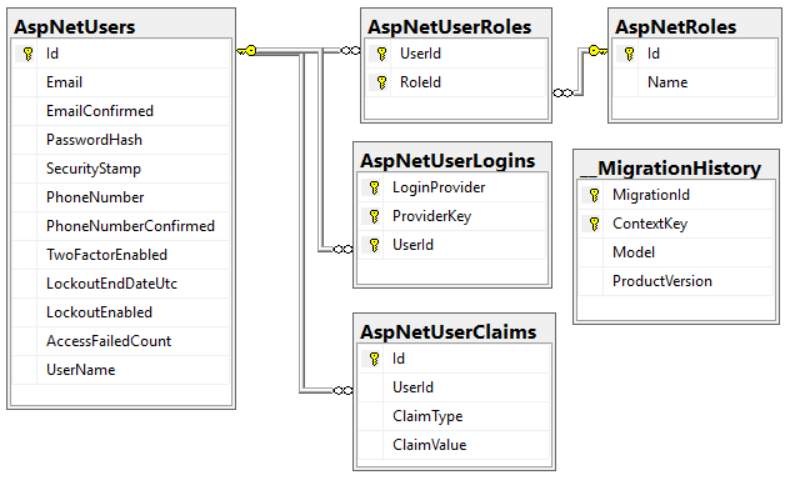 AspNetUsers
Id
Email
EmailConfirmed
PasswordHash
SecurityStamp
PhoneNumber
PhoneNumberConfirmed
TwoFactorEnabled
LockoutEndDateUtc
LockoutEnabled
AccessFailedCount
UserName
AspNetUserRoles
UserId
RoleId
AspNetRoles
Id
Name
AspNetUserLogins
LoginProvider
ProviderKey
UserId
__MigrationHistory
MigrationId
ContextKey
Model
ProductVersion
AspNetUserClaims
Id
UserId
ClaimType
ClaimValue